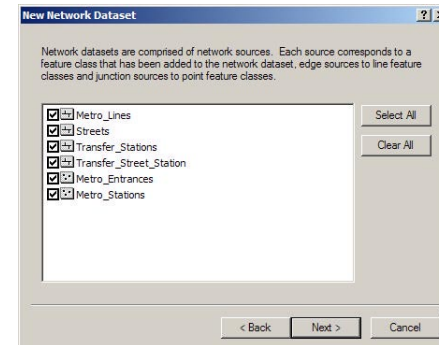 New Network Dataset
Network datasets are comprised of network sources. Each source corresponds to a
feature class that has been added to the network dataset, edge sources to line feature
classes and junction sources to point feature classes.
Metro_Lines
Streets
Transfer_Stations
Transfer_Street_Station
Metro_Entrances
Metro_Stations
Select All
Clear All
< Back
Next >
Cancel